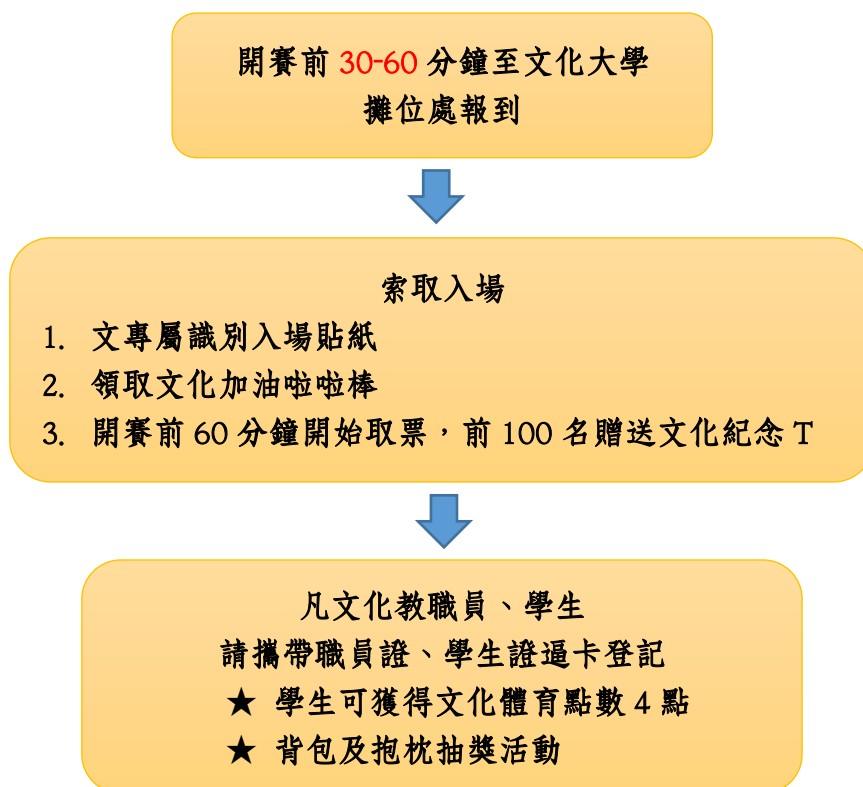 開賽前 30-60 分鐘至文化大學
攤位處報到
索取入場
1. 文專屬識別入場貼紙
2. 領取文化加油啦啦棒
3. 開賽前 60 分鐘開始取票，前 100 名贈送文化紀念 T
凡文化教職員、學生
請攜帶職員證、學生證逼卡登記
★ 學生可獲得文化體育點數 4 點
★ 背包及抱枕抽獎活動